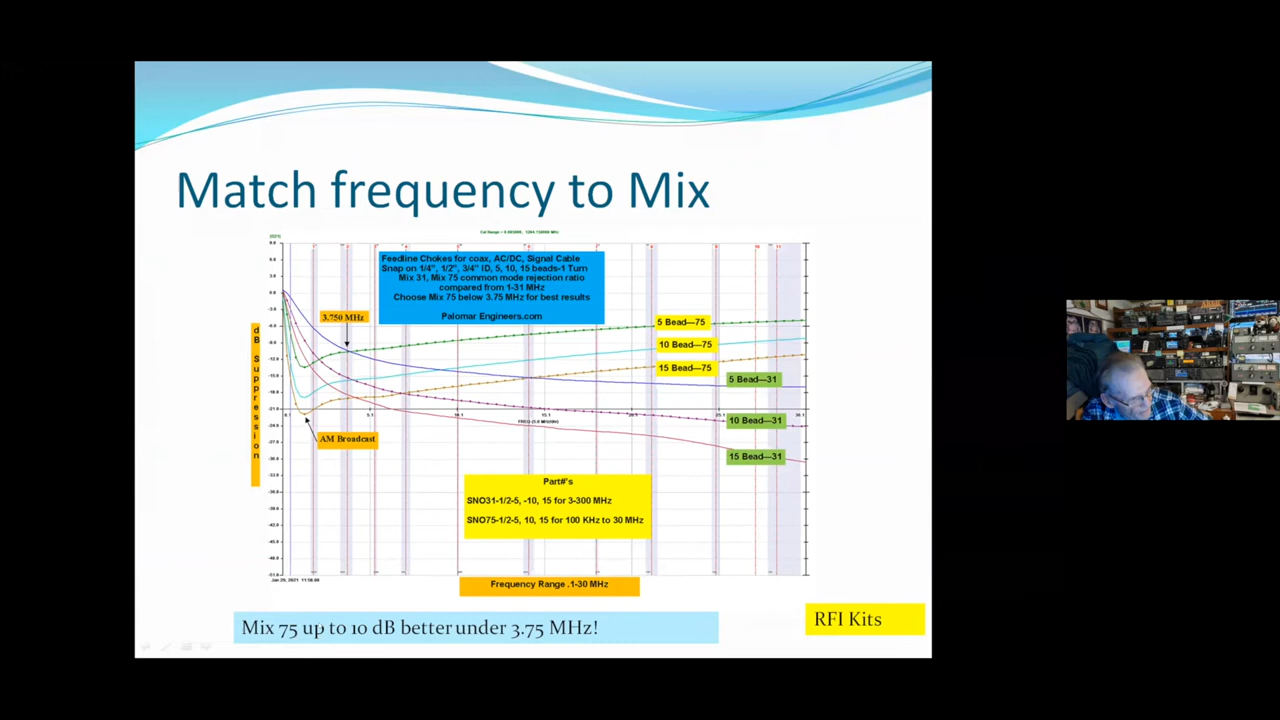 Match frequency to Mix
Feedline Chokes for coax, AC/DC, Signal Cable
Snap on 1/4", 1/2", 3/4" ID, 5, 10, 15 beads-1 Turn
Mix 31, Mix 75 common mode rejection ratio
compared from 1-31 MHz
Choose Mix 75 below 3.75 MHz for best results
Palomar Engineers.com
3.750 MHz
dB Suppression
5 Bead—75
10 Bead—75
15 Bead—75
5 Bead—31
10 Bead—31
15 Bead—31
AM Broadcast
Part#'s
SNO31-1/2-5, -10, 15 for 3-300 MHz
SNO75-1/2-5, 10, 15 for 100 KHz to 30 MHz
Frequency Range .1-30 MHz
Mix 75 up to 10 dB better under 3.75 MHz!
RFI Kits